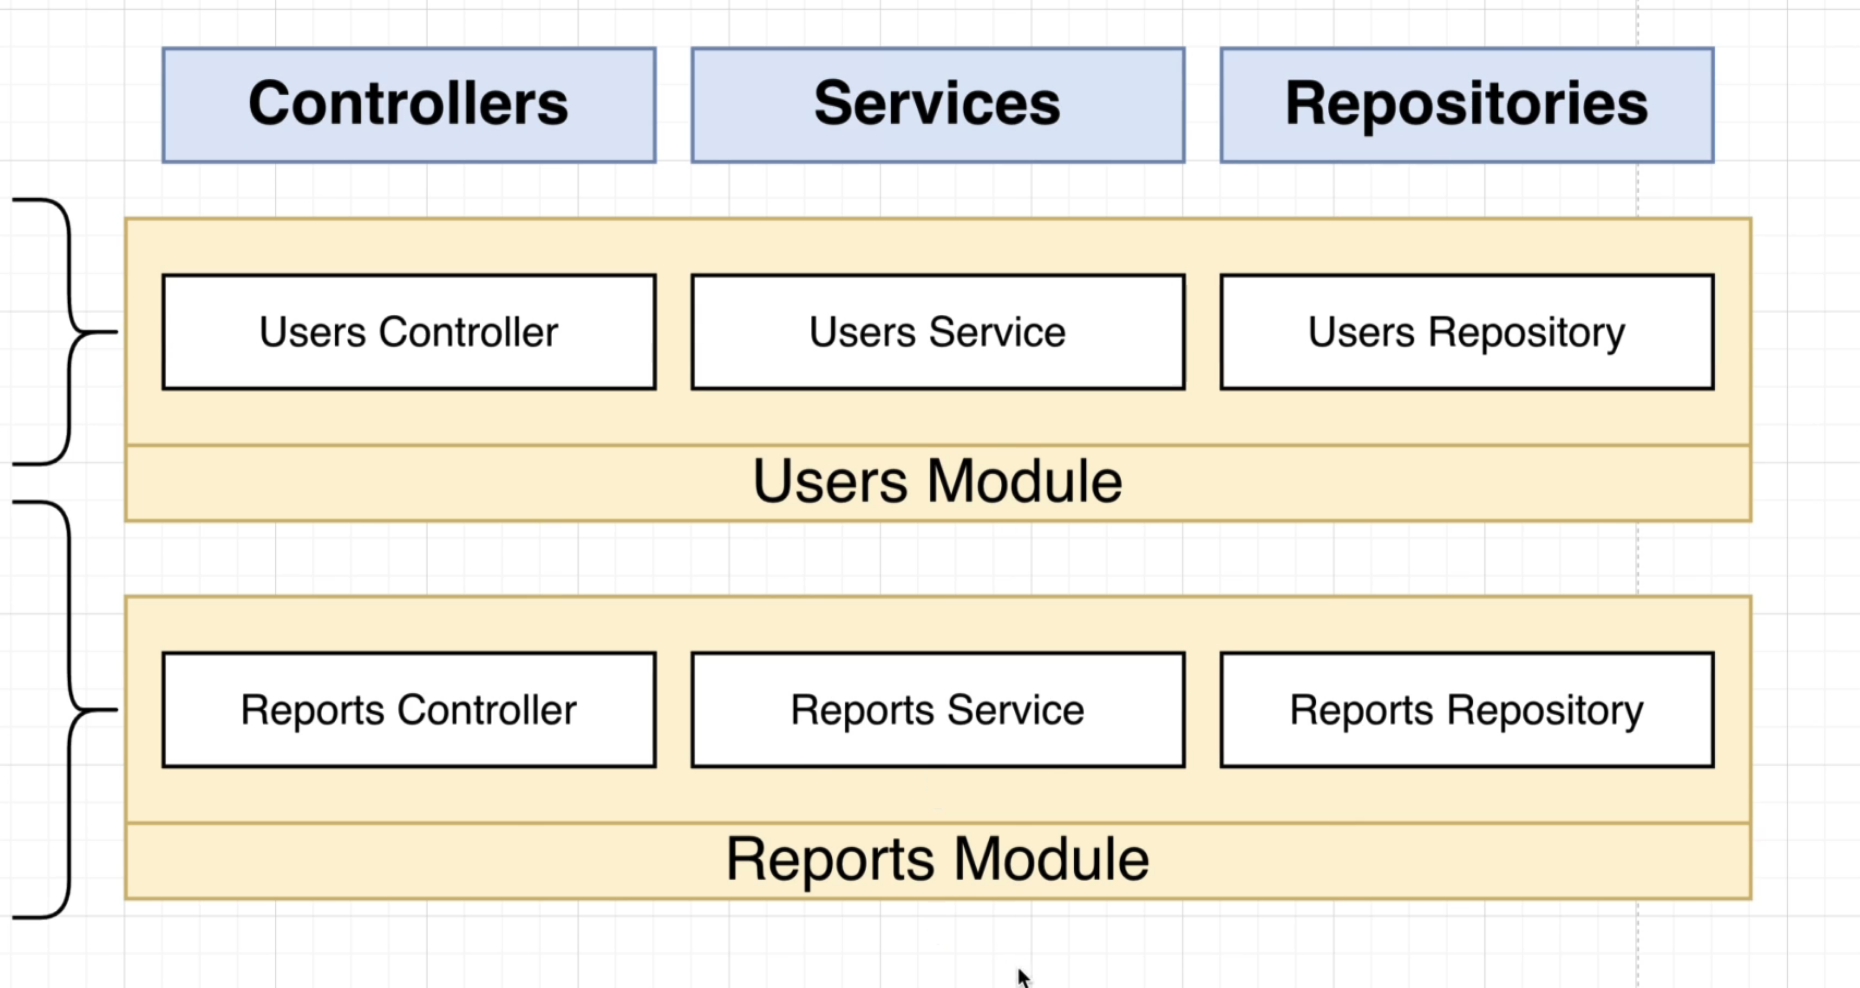 Controllers
Services
Repositories
Users Controller
Users Service
Users Repository
Users Module
Reports Controller
Reports Service
Reports Repository
Reports Module